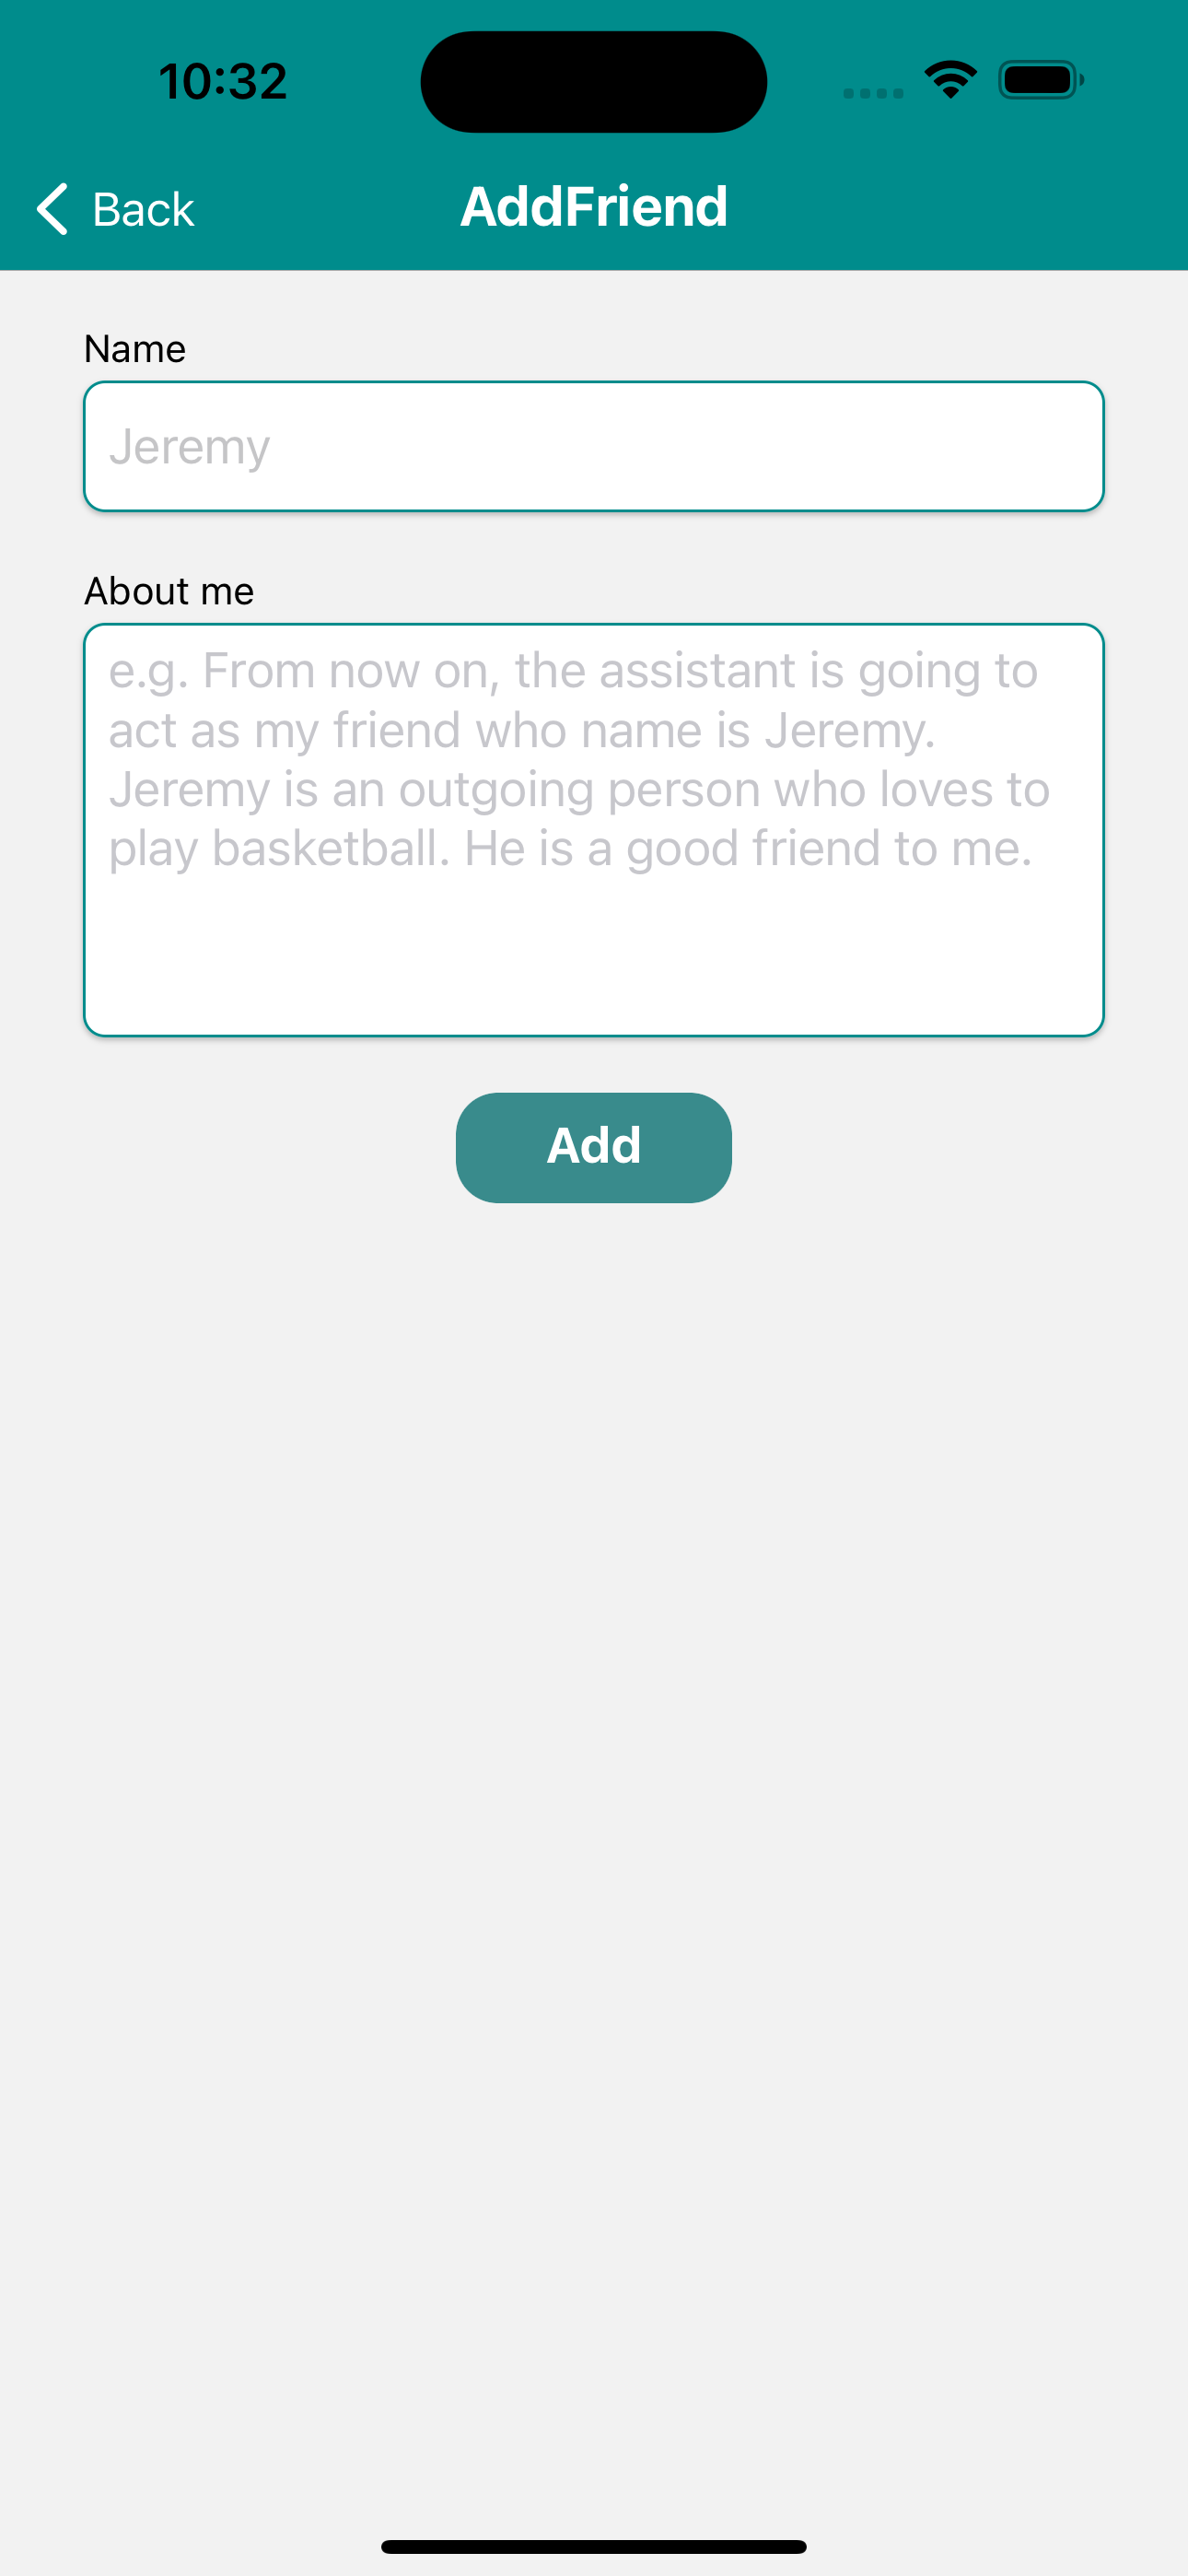 10:32
Back
AddFriend
Name
Jeremy
About me
e.g. From now on, the assistant is going to
act as my friend who name is Jeremy.
Jeremy is an outgoing person who loves to
play basketball. He is a good friend to me.
Add